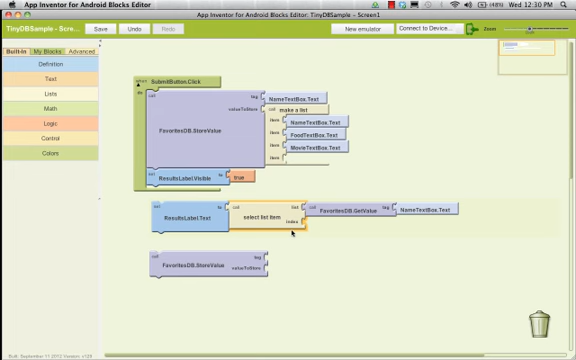 App Inventor for Android Blocks Editor
Wed 12:30 PM
App Inventor for Android Blocks Editor: TinyDBSample - Screen1
TinyDBSample - Scree...
Save
Undo
Redo
New emulator
Connect to Device...
Zoom
Built-In
My Blocks
Advanced
Definition
Text
Lists
Math
Logic
Control
Colors
when SubmitButton.Click
do
call
FavoritesDB.StoreValue
tag
NameTextBox.Text
valueToStore
call
make a list
item
NameTextBox.Text
item
FoodTextBox.Text
item
MovieTextBox.Text
item
set
ResultsLabel.Visible
to
true
set
ResultsLabel.Text
to
call
select list item
list
index
call
FavoritesDB.GetValue
tag
NameTextBox.Text
call
FavoritesDB.StoreValue
tag
valueToStore